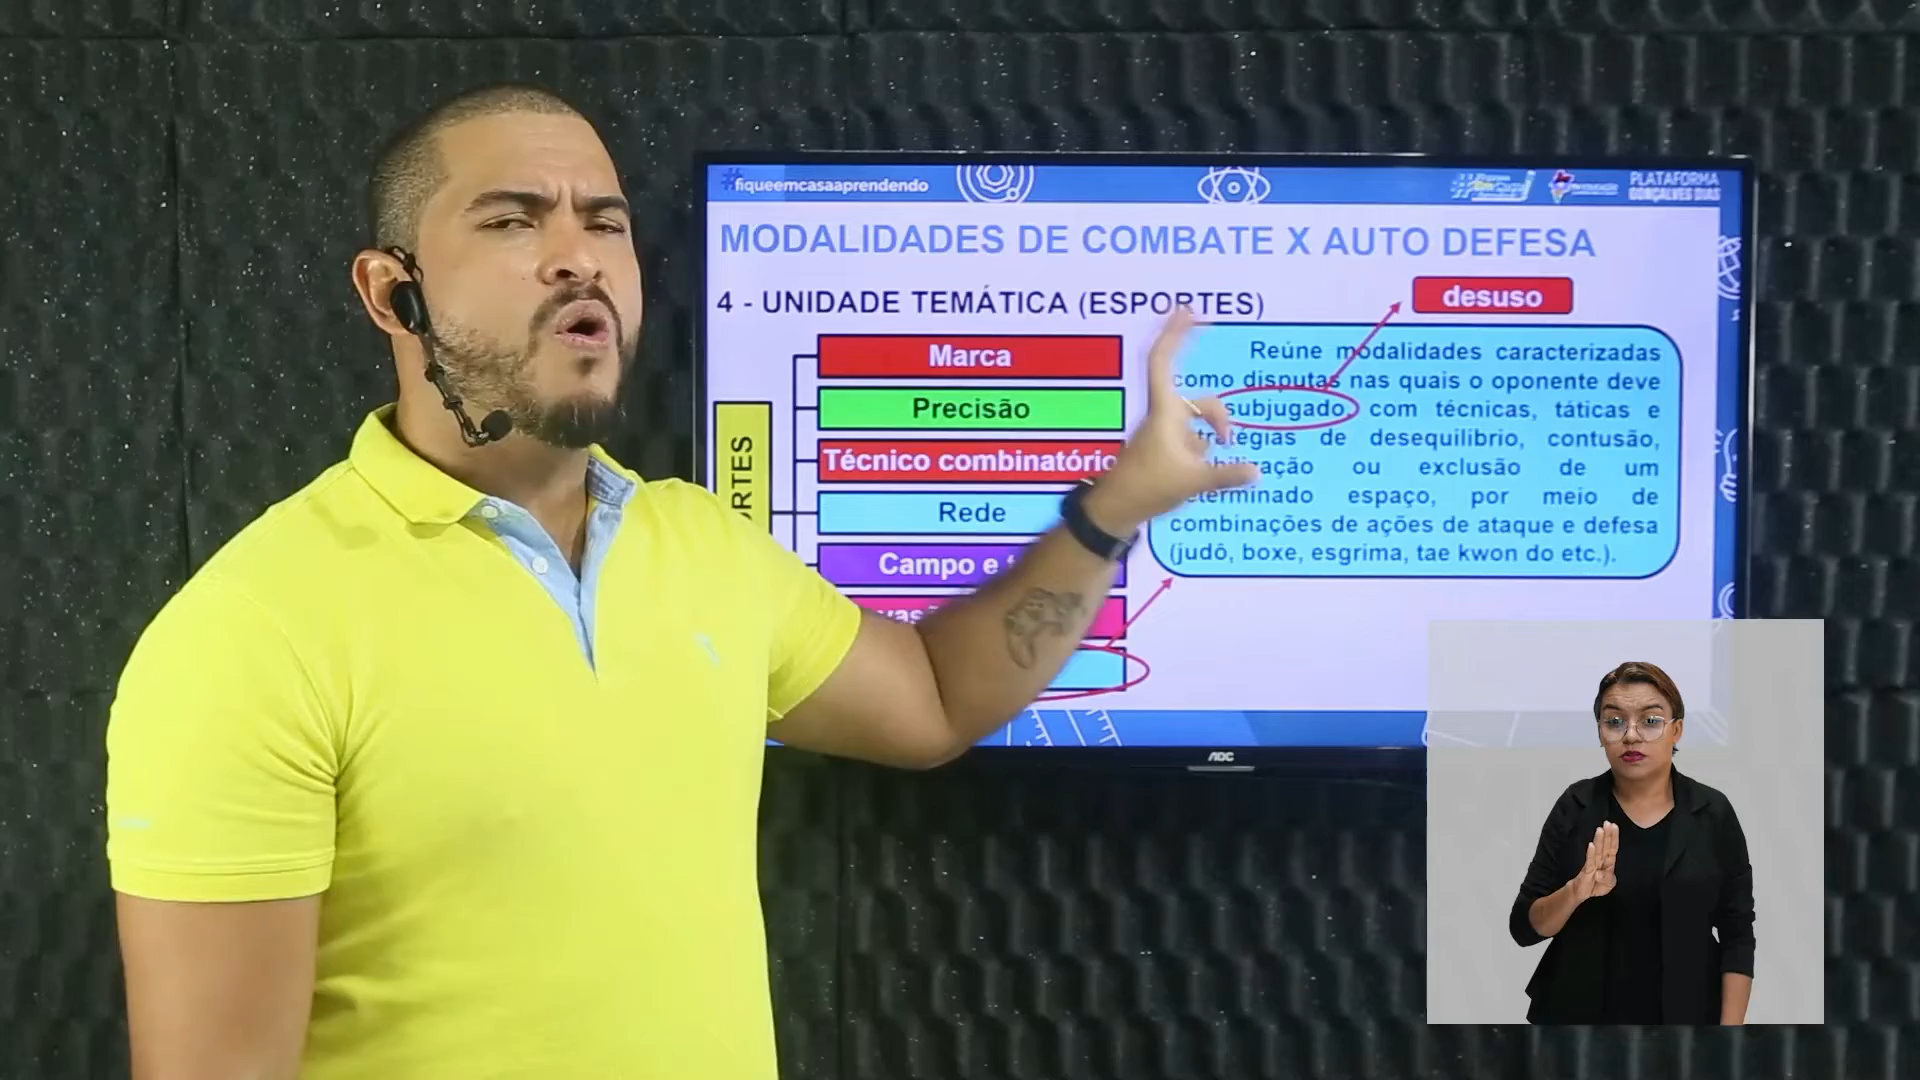 #fiqueemcasaaprendendo
PLATAFORMA
GONÇALVES DIAS
MODALIDADES DE COMBATE X AUTO DEFESA
4 - UNIDADE TEMÁTICA (ESPORTES)
desuso
Marca
Precisão
Técnico combinatório
Rede
Campo e
Reúne modalidades caracterizadas
como disputas nas quais o oponente deve
subjugado, com técnicas, táticas e
de desequilíbrio, contusão,
ou exclusão de um
espaço, por meio de
combinações de ações de ataque e defesa
(judô, boxe, esgrima, tae kwon do etc.).
AOC